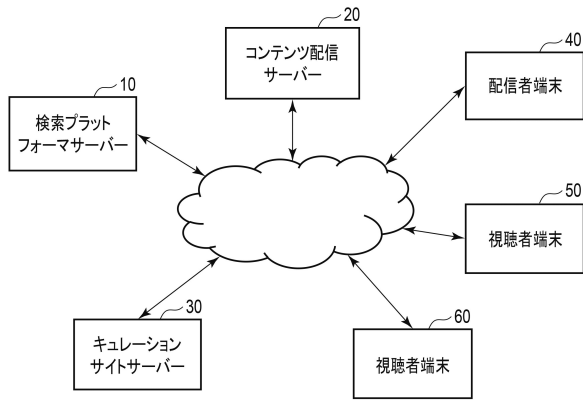 20
コンテンツ配信
サーバー
40
配信者端末
10
検索プラット
フォーマサーバー
50
視聴者端末
30
キュレーション
サイトサーバー
60
視聴者端末